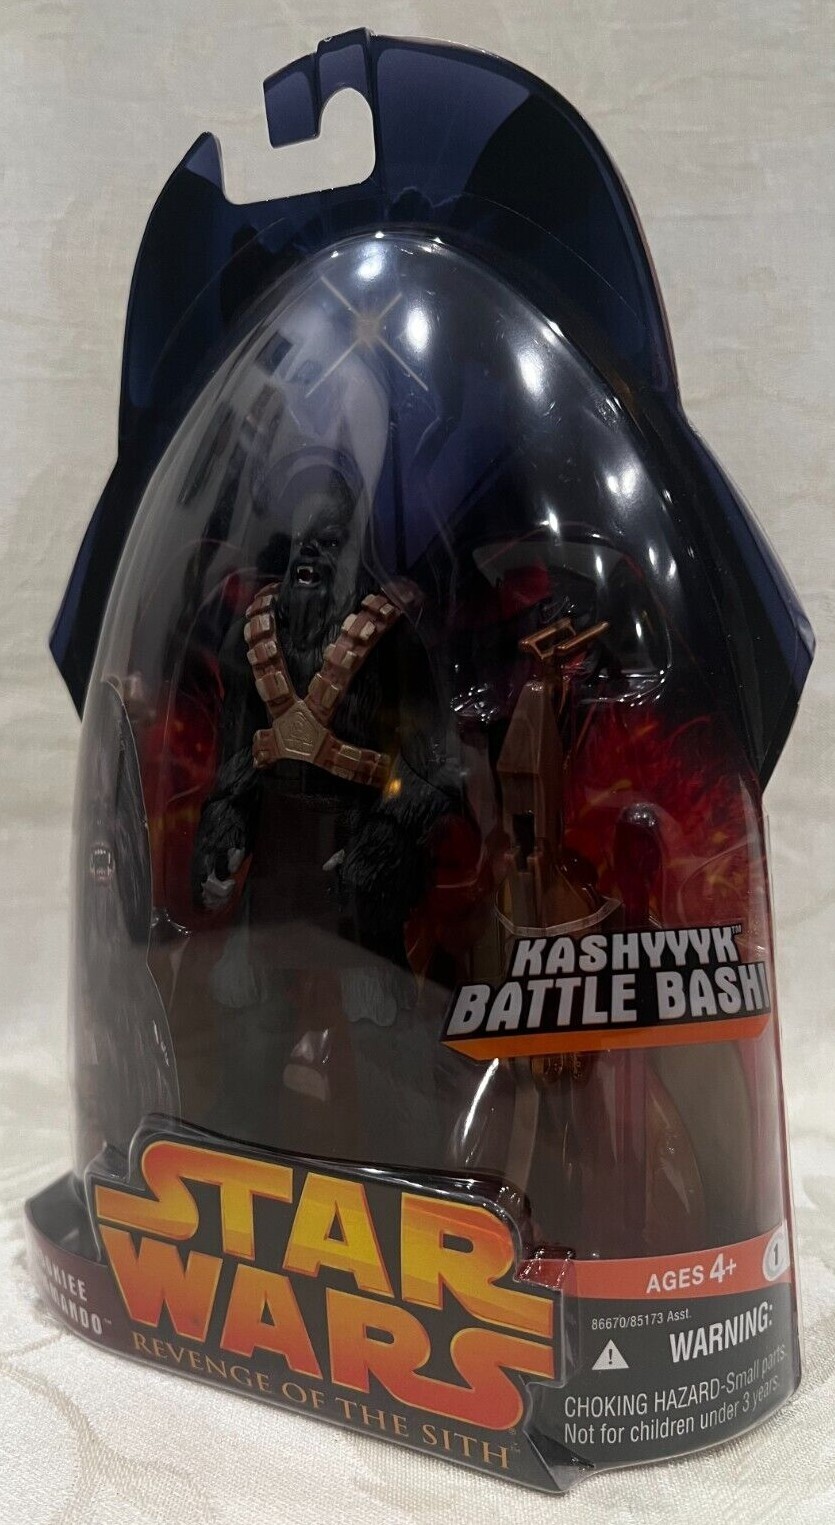 KASHYYYK™
BATTLE BASH!
STAR
WARS
REVENGE OF THE SITH
AGES 4+
1
86670/85173 Asst.
WARNING:
CHOKING HAZARD-Small parts.
Not for children under 3 years.